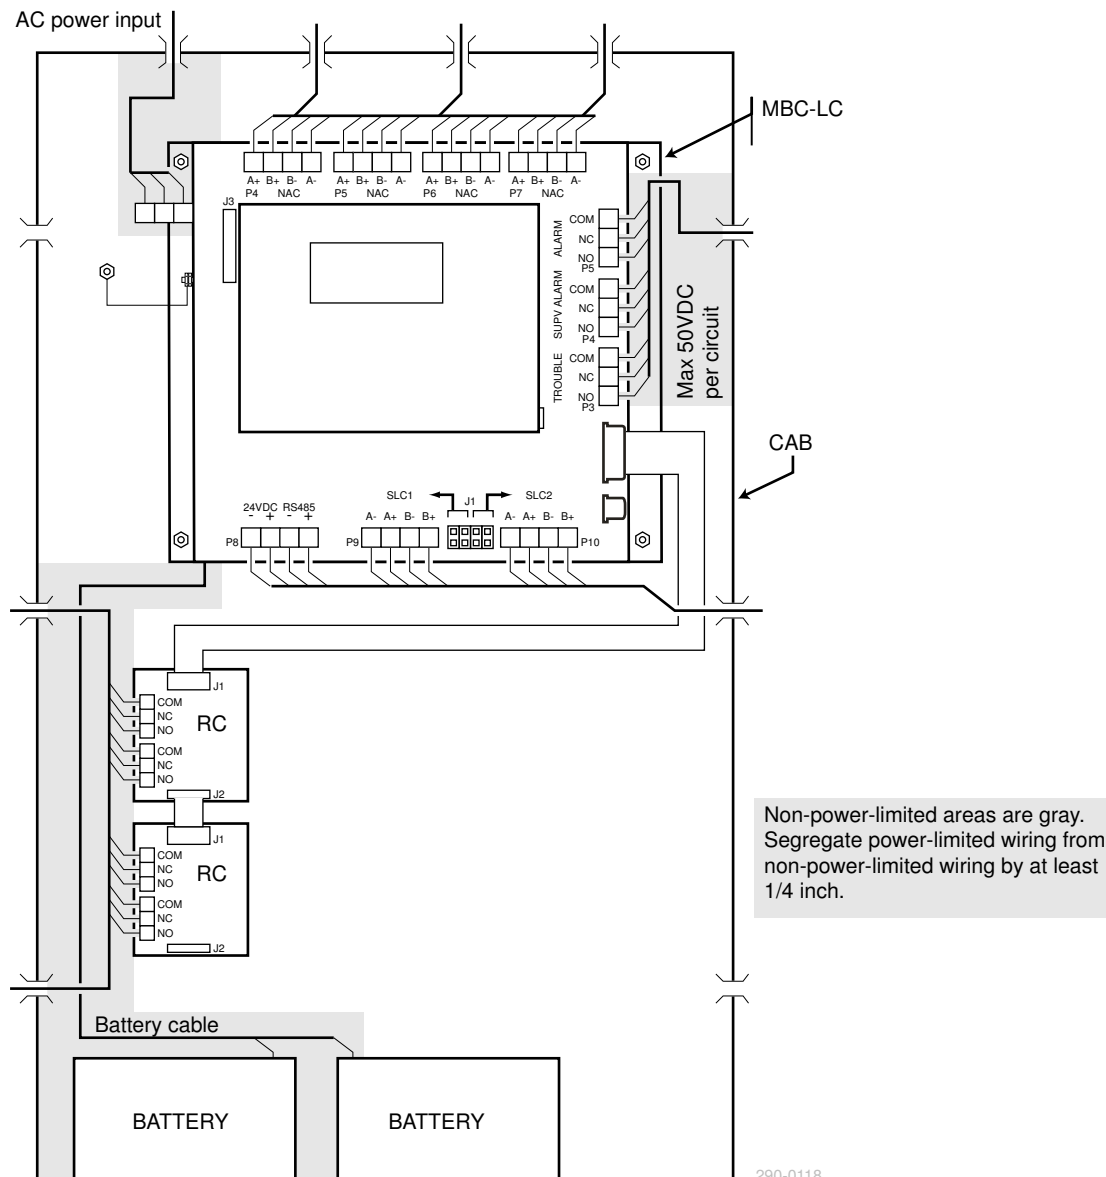 AC power input
MBC-LC
A+ B+ B- A-
P4 NAC
A+ B+ B- A-
P5 NAC
A+ B+ B- A-
P6 NAC
A+ B+ B- A-
P7 NAC
J3
ALARM
COM
NC
NO
P5
SUPV ALARM
COM
NC
NO
P4
TROUBLE
COM
NC
NO
P3
Max 50VDC
per circuit
CAB
24VDC RS485
- + - +
P8
SLC1
A- A+ B- B+
P9
J1
SLC2
A- A+ B- B+
P10
J1
COM
NC
NO
RC
COM
NC
NO
J2
J1
COM
NC
NO
RC
COM
NC
NO
J2
Non-power-limited areas are gray.
Segregate power-limited wiring from
non-power-limited wiring by at least
1/4 inch.
Battery cable
BATTERY
BATTERY
290-0118